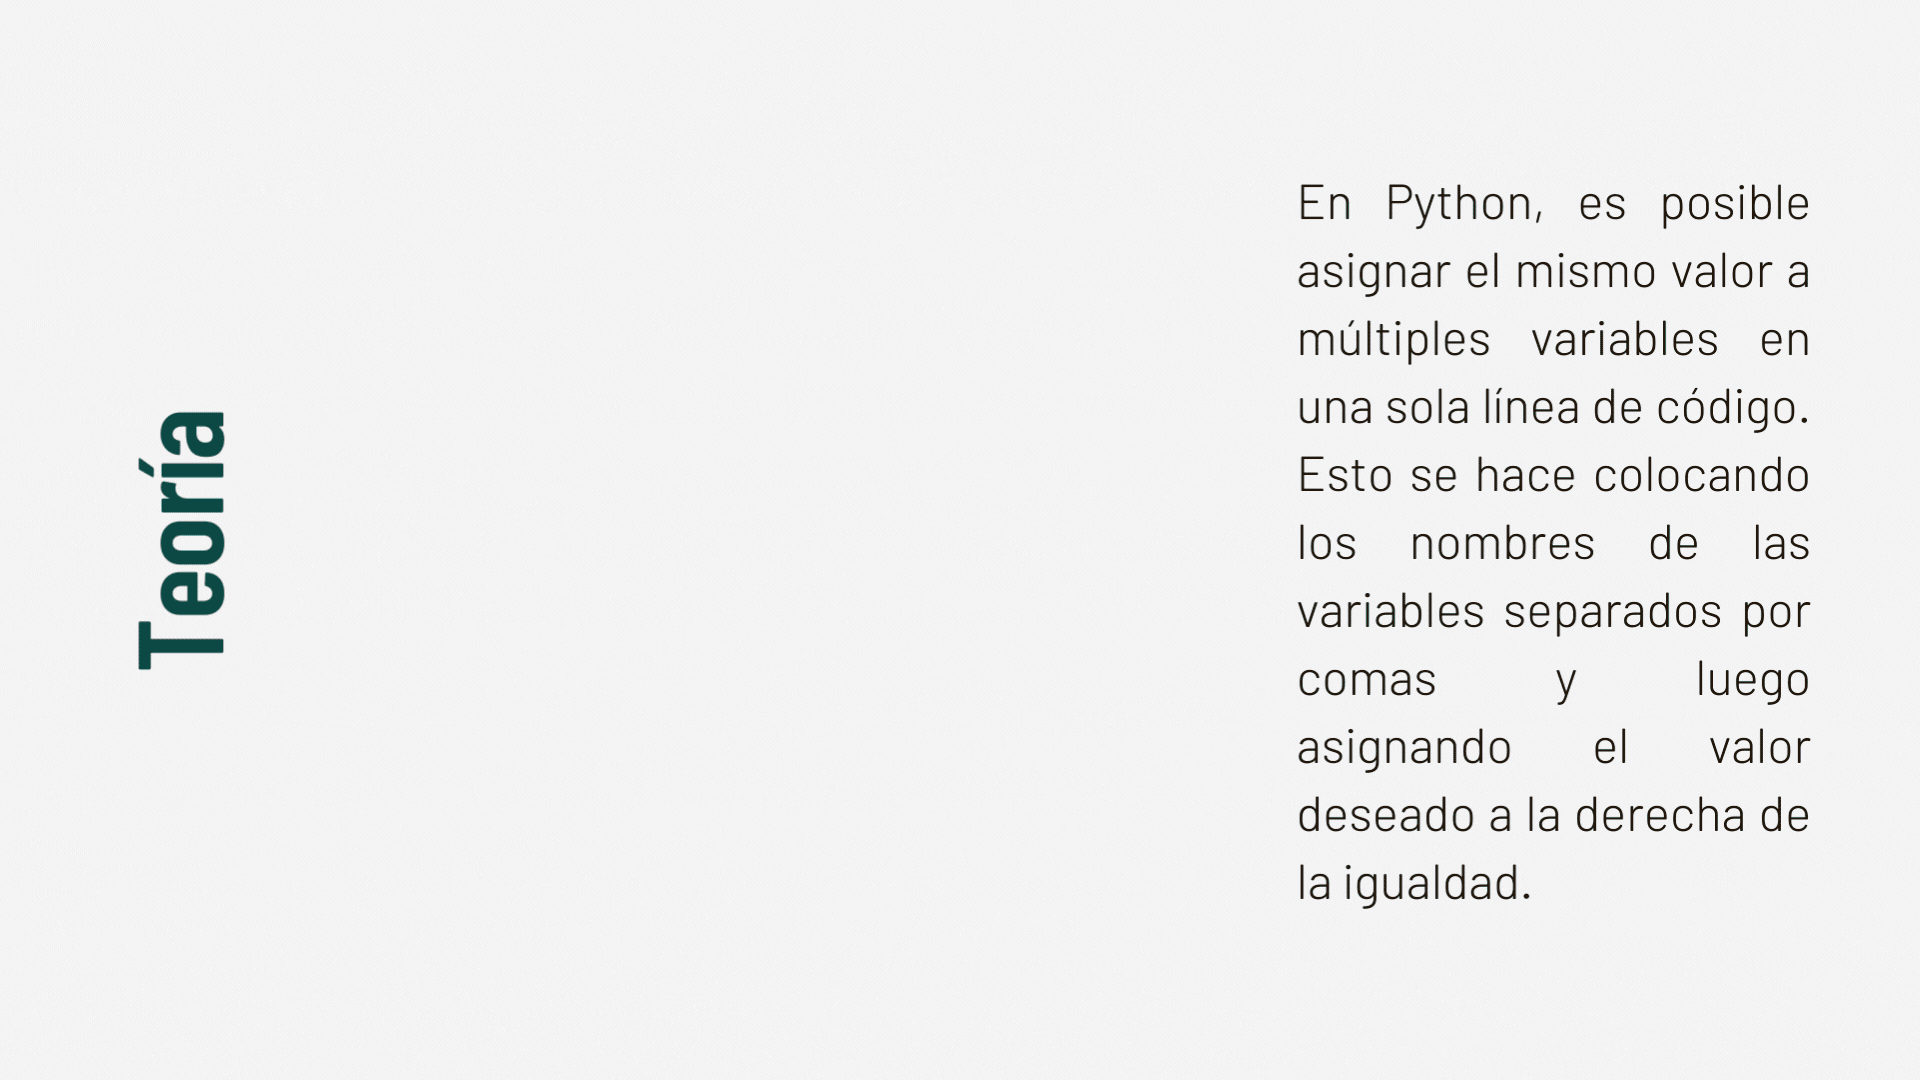 Teoría
En Python, es posible
asignar el mismo valor a
múltiples variables en
una sola línea de código.
Esto se hace colocando
los nombres de las
variables separados por
comas y luego
asignando el valor
deseado a la derecha de
la igualdad.